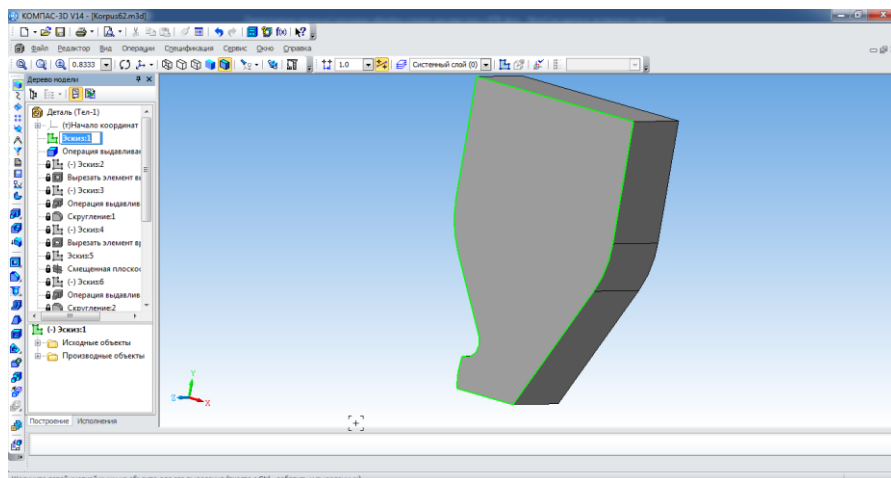 КОМПАС-3D V14 - [Korpus62.m3d]
Файл Редактор Вид Операции Спецификация Сервис Окно Справка
0.8333 1.0 Системный слой (0)
Дерево модели
Деталь (Тел-1)
(т)Начало координат
Эскиз:1
Операция выдавливан
(-) Эскиз:2
Вырезать элемент вы
(-) Эскиз:3
Операция выдавлив
Скругление:1
(-) Эскиз:4
Вырезать элемент вр
Эскиз:5
Смещенная плоскос
(-) Эскиз:6
Операция выдавлив
Скругление:2
(-) Эскиз:1
Исходные объекты
Производные объекты
Построение Исполнения
Y
Z
X